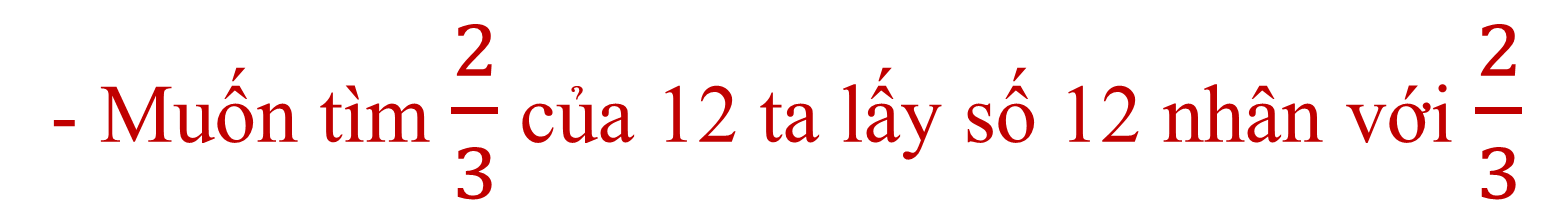 - Muốn tìm 2/3 của 12 ta lấy số 12 nhân với 2/3